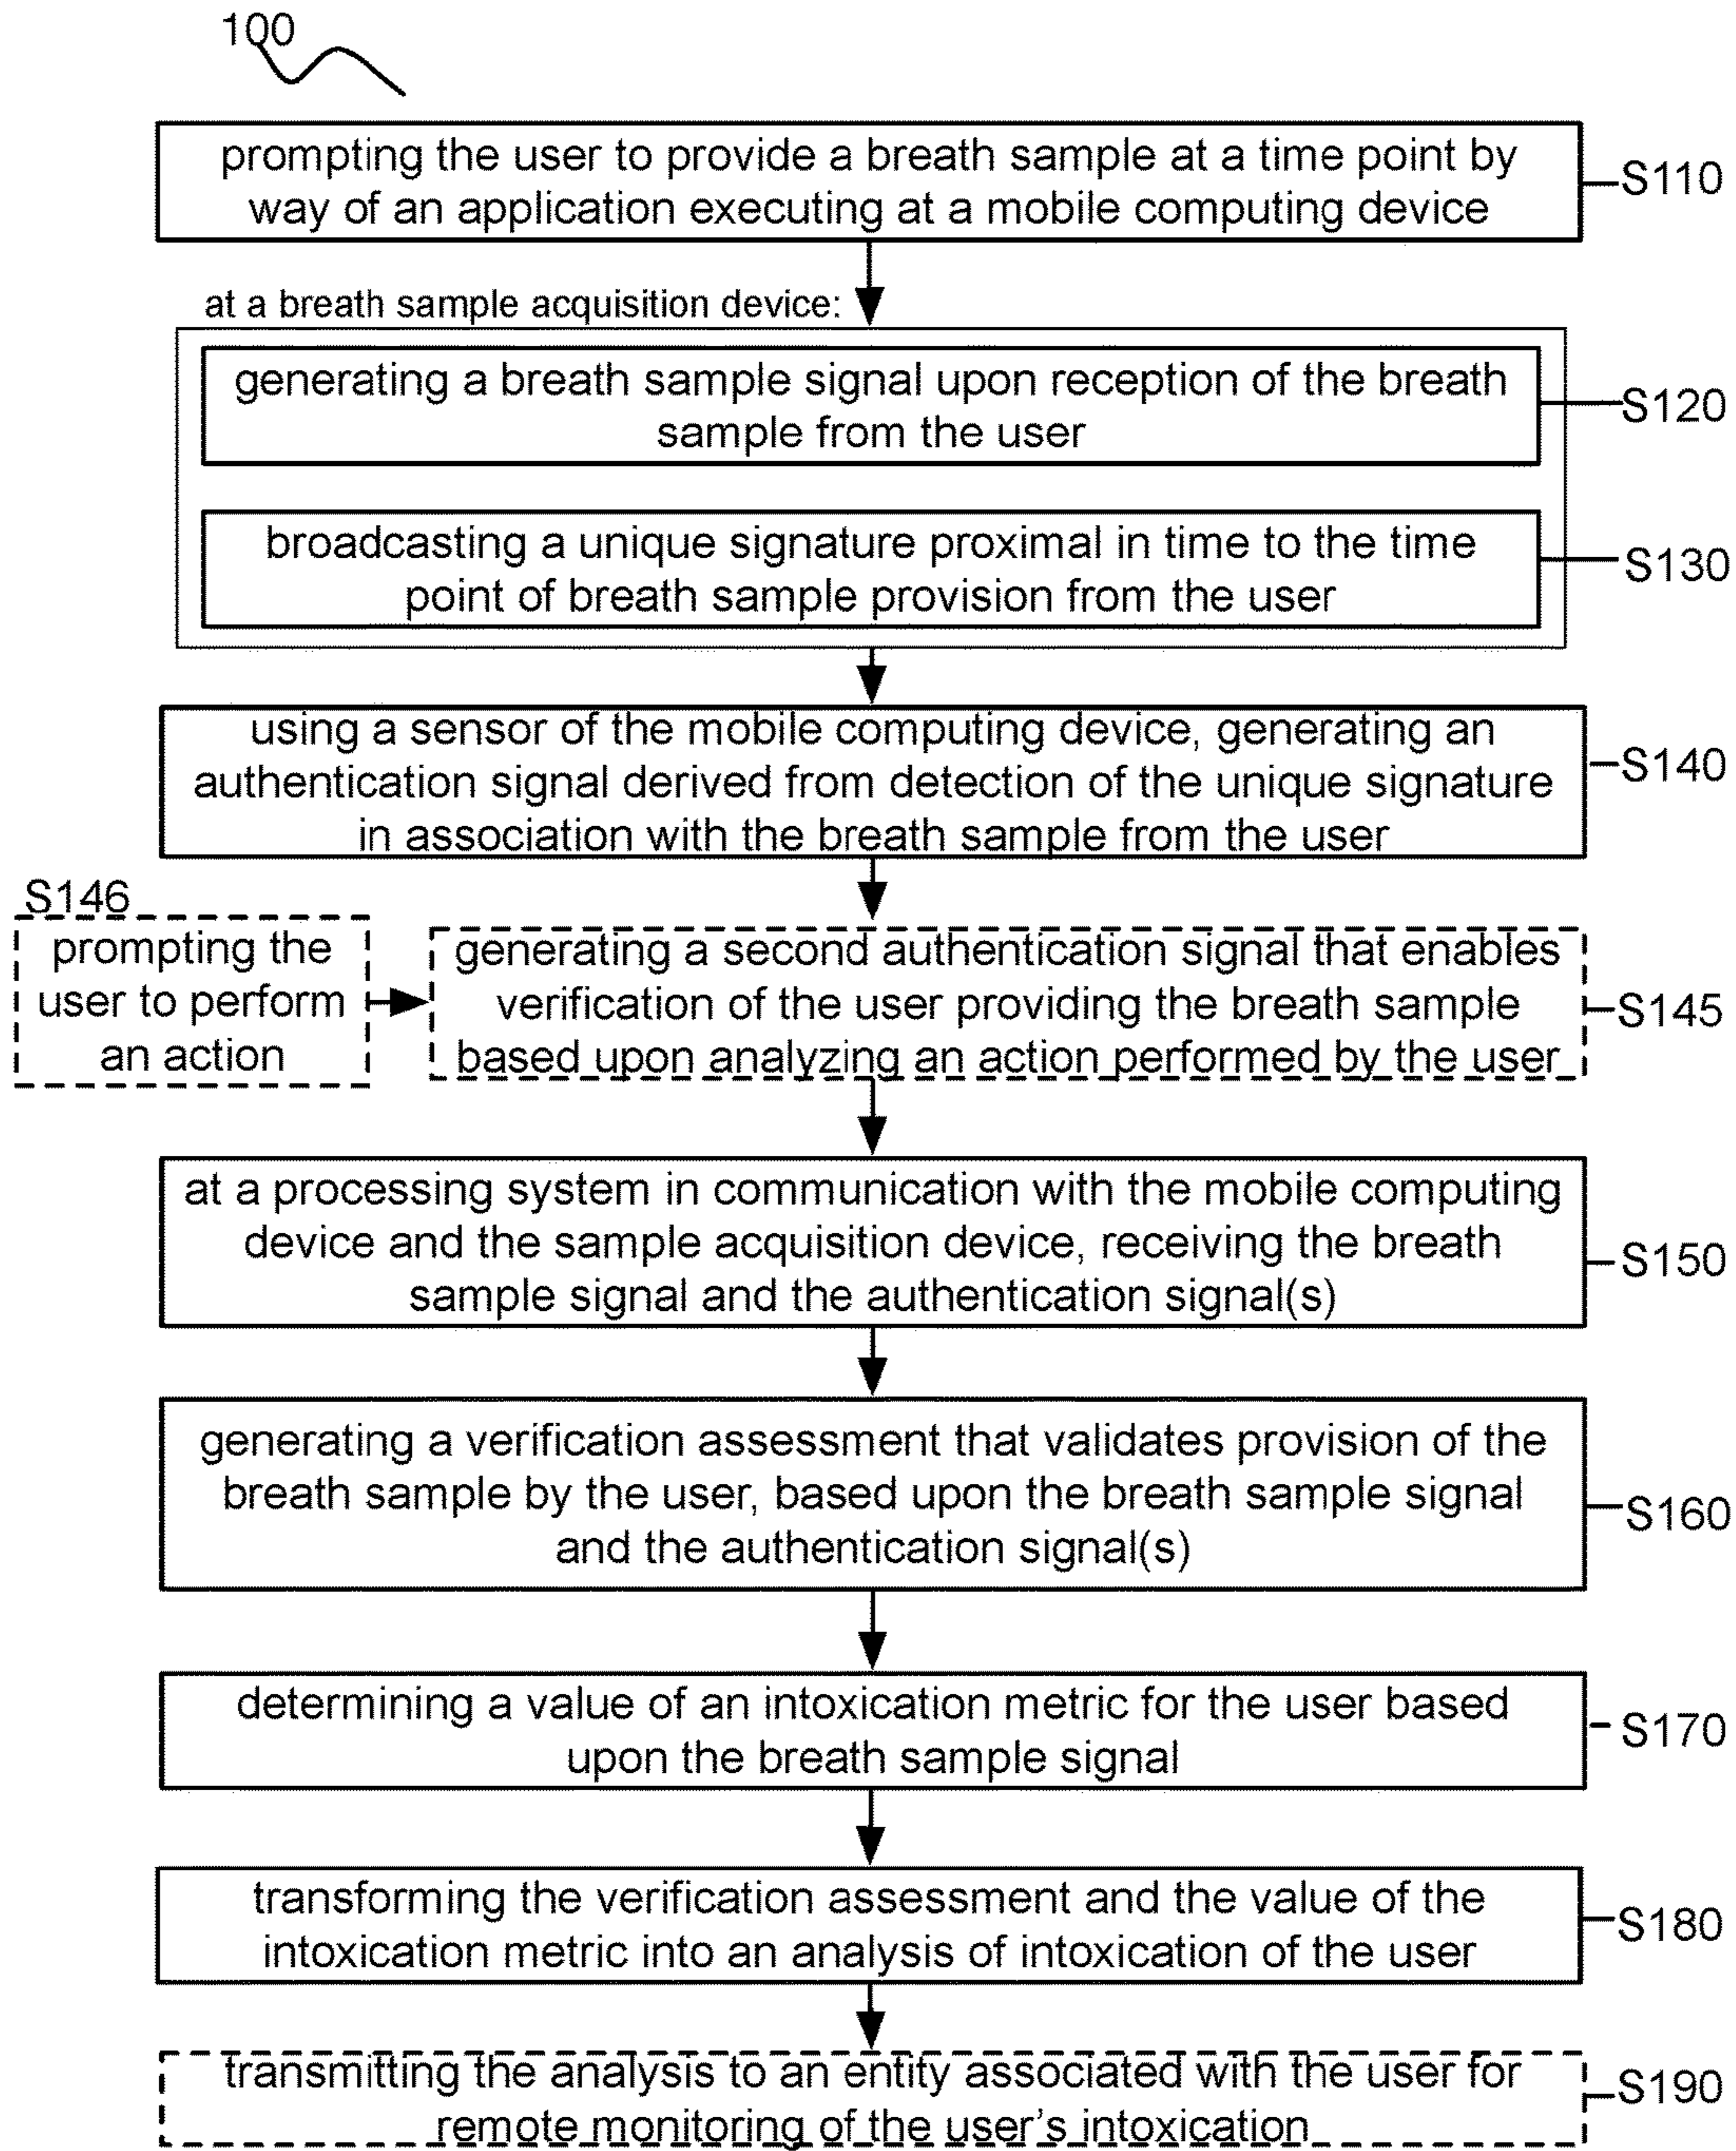 100
prompting the user to provide a breath sample at a time point by
way of an application executing at a mobile computing device
S110
at a breath sample acquisition device:
generating a breath sample signal upon reception of the breath
sample from the user
S120
broadcasting a unique signature proximal in time to the time
point of breath sample provision from the user
S130
using a sensor of the mobile computing device, generating an
authentication signal derived from detection of the unique signature
in association with the breath sample from the user
S140
S146
prompting the
user to perform
an action
generating a second authentication signal that enables
verification of the user providing the breath sample
based upon analyzing an action performed by the user
S145
at a processing system in communication with the mobile computing
device and the sample acquisition device, receiving the breath
sample signal and the authentication signal(s)
S150
generating a verification assessment that validates provision of the
breath sample by the user, based upon the breath sample signal
and the authentication signal(s)
S160
determining a value of an intoxication metric for the user based
upon the breath sample signal
S170
transforming the verification assessment and the value of the
intoxication metric into an analysis of intoxication of the user
S180
transmitting the analysis to an entity associated with the user for
remote monitoring of the user's intoxication
S190